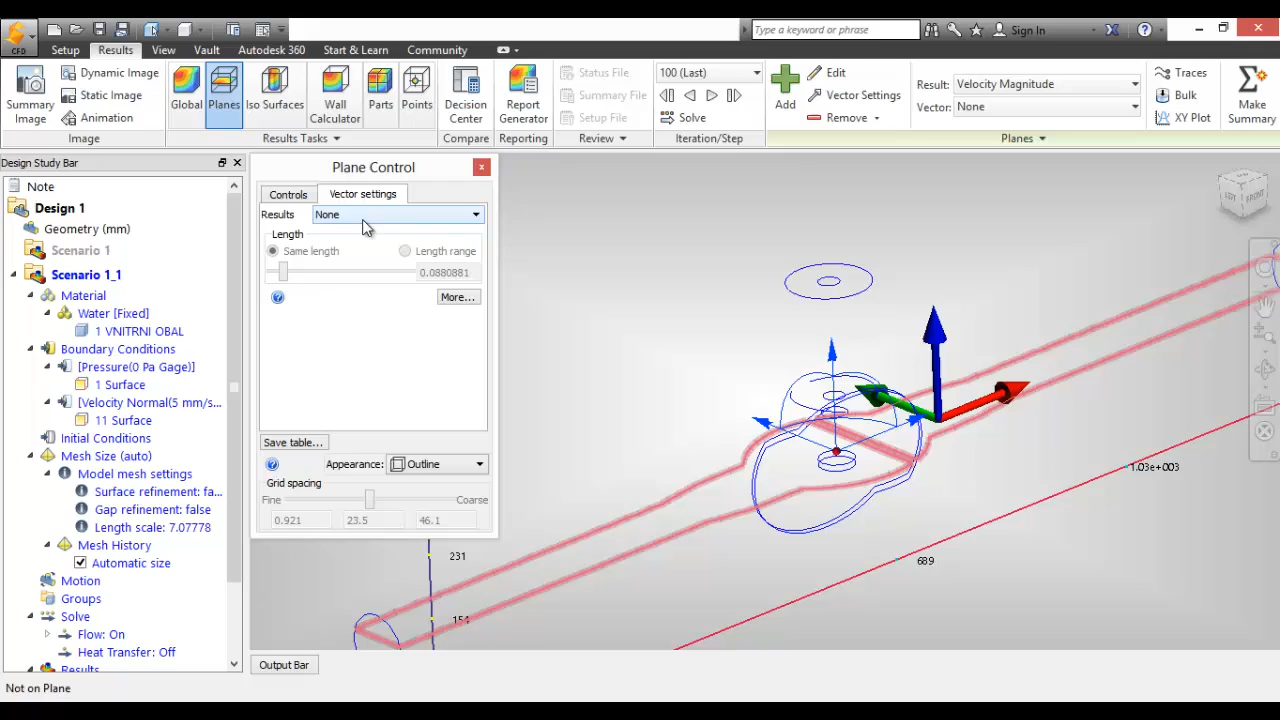 CFD
Type a keyword or phrase
Sign In
Setup Results View Vault Autodesk 360 Start & Learn Community
Summary Image
Dynamic Image
Static Image
Animation
Image
Global
Planes
Iso Surfaces
Wall Calculator
Parts
Points
Results Tasks
Decision Center
Compare
Report Generator
Reporting
Status File
Summary File
Setup File
Review
100 (Last)
Solve
Iteration/Step
Add
Edit
Vector Settings
Remove
Result: Velocity Magnitude
Vector: None
Planes
Traces
Bulk
XY Plot
Make Summary
Design Study Bar
Note
Design 1
Geometry (mm)
Scenario 1
Scenario 1_1
Material
Water [Fixed]
1 VNITRNI OBAL
Boundary Conditions
[Pressure(0 Pa Gage)]
1 Surface
[Velocity Normal(5 mm/s...
11 Surface
Initial Conditions
Mesh Size (auto)
Model mesh settings
Surface refinement: fa...
Gap refinement: false
Length scale: 7.07778
Mesh History
Automatic size
Motion
Groups
Solve
Flow: On
Heat Transfer: Off
Results
Plane Control
Controls Vector settings
Results None
Length
Same length Length range
0.0880881
More...
Save table...
Appearance: Outline
Grid spacing
Fine Coarse
0.921 23.5 46.1
1.03e+003
689
231
154
Output Bar
Not on Plane